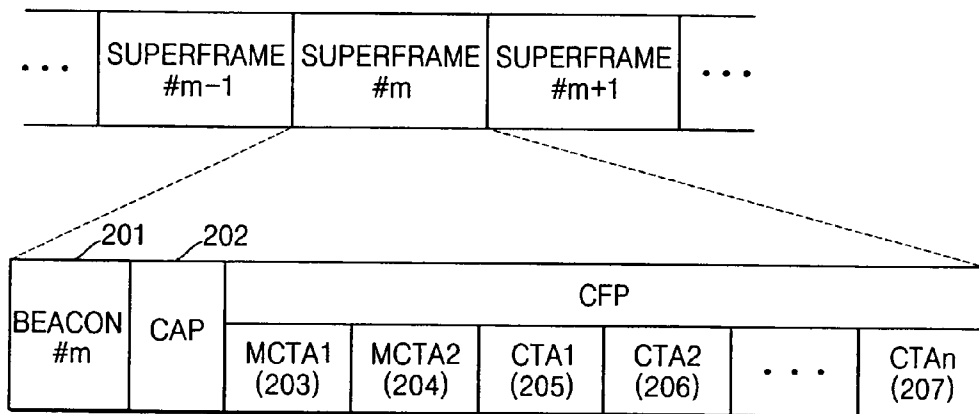 ... SUPERFRAME #m-1 SUPERFRAME #m SUPERFRAME #m+1 ...
201 202
BEACON #m CAP CFP
MCTA1 (203) MCTA2 (204) CTA1 (205) CTA2 (206) ... CTAn (207)